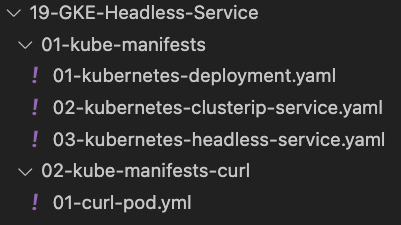 19-GKE-Headless-Service
01-kube-manifests
! 01-kubernetes-deployment.yaml
! 02-kubernetes-clusterip-service.yaml
! 03-kubernetes-headless-service.yaml
02-kube-manifests-curl
! 01-curl-pod.yml